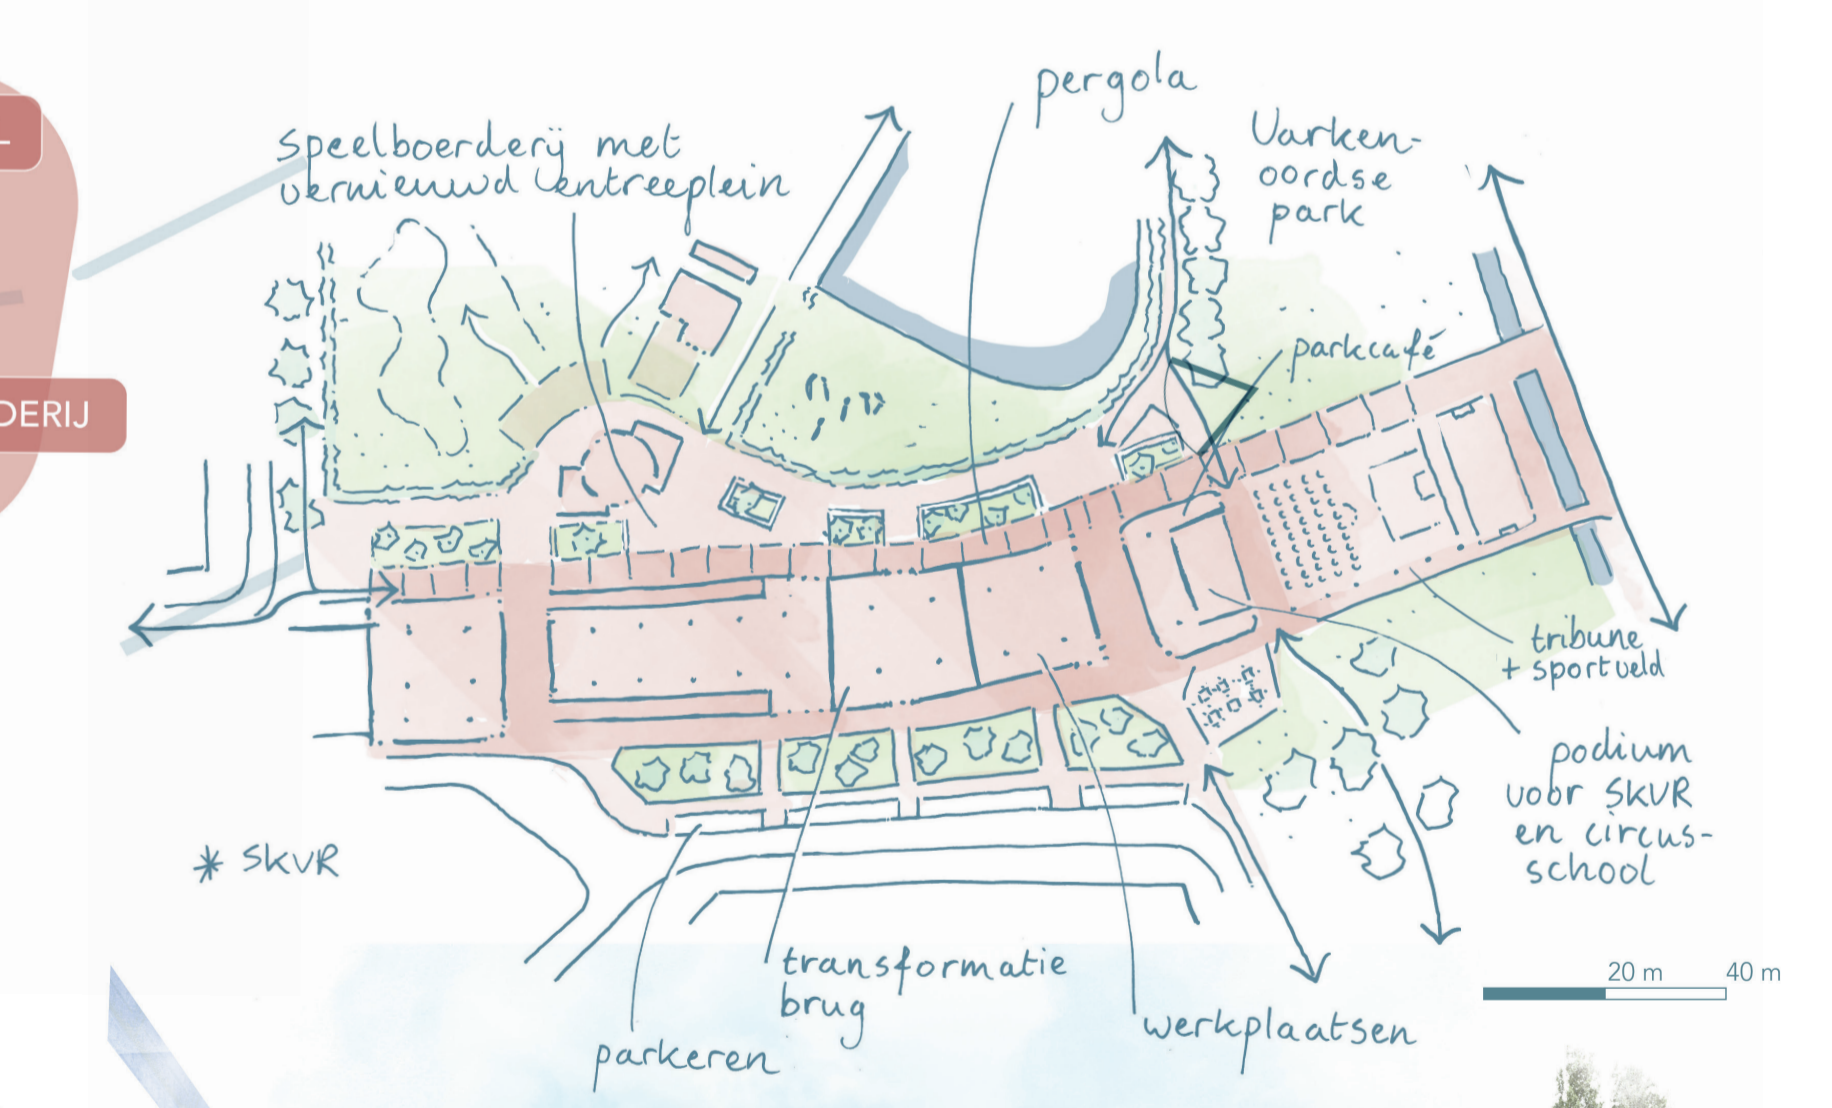 DERIJ
speelboerderij met
vernieuwd entreeplein
pergola
Varken-
oordse
park
parkcafé
tribune
+ sportveld
podium
voor SKVR
en circus-
school
* SKVR
transformatie
brug
parkeren
werkplaatsen
20 m 40 m